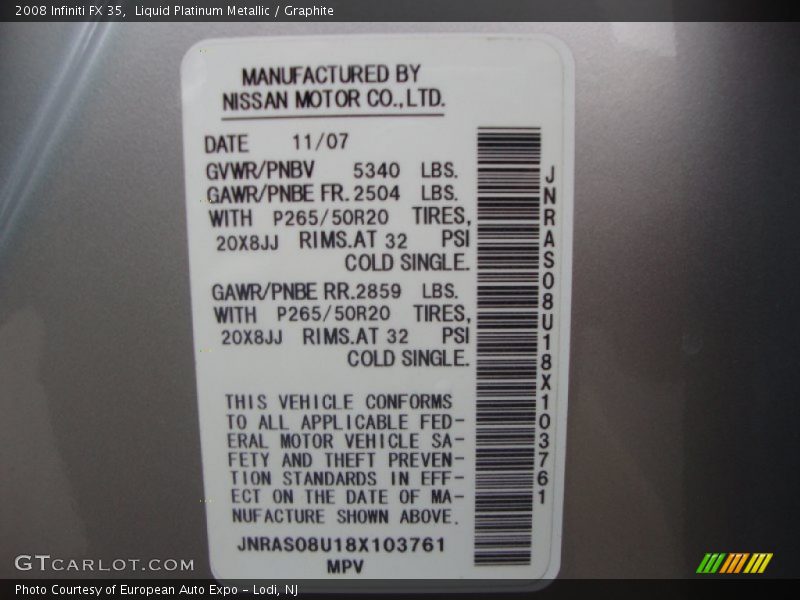 2008 Infiniti FX 35,  Liquid Platinum Metallic / Graphite
MANUFACTURED BY
NISSAN MOTOR CO.,LTD.
DATE 11/07
GVWR/PNBV 5340 LBS.
GAWR/PNBE FR. 2504 LBS.
WITH P265/50R20 TIRES,
20X8JJ RIMS.AT 32 PSI
COLD SINGLE.
GAWR/PNBE RR. 2859 LBS.
WITH P265/50R20 TIRES,
20X8JJ RIMS.AT 32 PSI
COLD SINGLE.
THIS VEHICLE CONFORMS
TO ALL APPLICABLE FED-
ERAL MOTOR VEHICLE SA-
FETY AND THEFT PREVEN-
TION STANDARDS IN EFF-
ECT ON THE DATE OF MA-
NUFACTURE SHOWN ABOVE.
JNRAS08U18X103761
MPV
JNRAS08U18X103761
GTCARLOT.COM
Photo Courtesy of European Auto Expo - Lodi, NJ